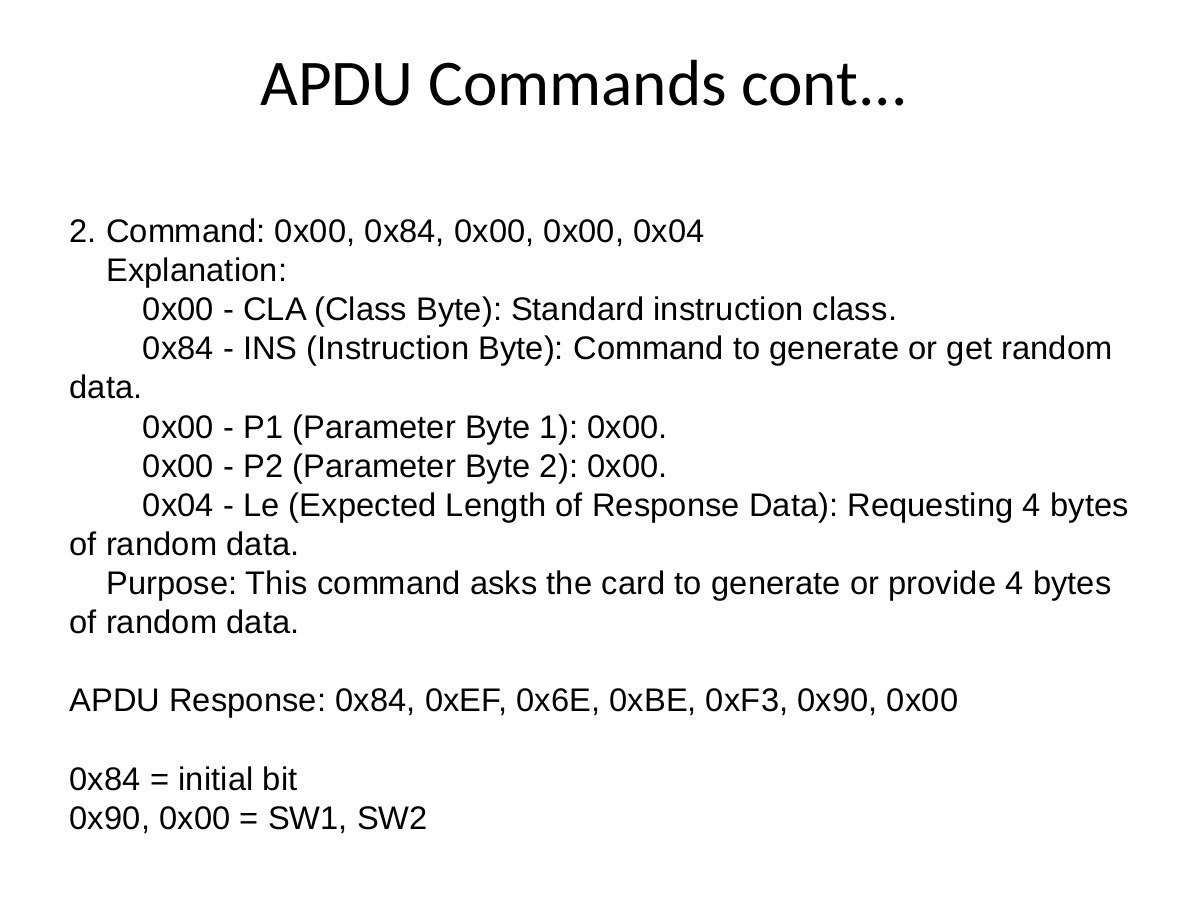 APDU Commands cont...
2. Command: 0x00, 0x84, 0x00, 0x00, 0x04
Explanation:
0x00 - CLA (Class Byte): Standard instruction class.
0x84 - INS (Instruction Byte): Command to generate or get random
data.
0x00 - P1 (Parameter Byte 1): 0x00.
0x00 - P2 (Parameter Byte 2): 0x00.
0x04 - Le (Expected Length of Response Data): Requesting 4 bytes
of random data.
Purpose: This command asks the card to generate or provide 4 bytes
of random data.
APDU Response: 0x84, 0xEF, 0x6E, 0xBE, 0xF3, 0x90, 0x00
0x84 = initial bit
0x90, 0x00 = SW1, SW2